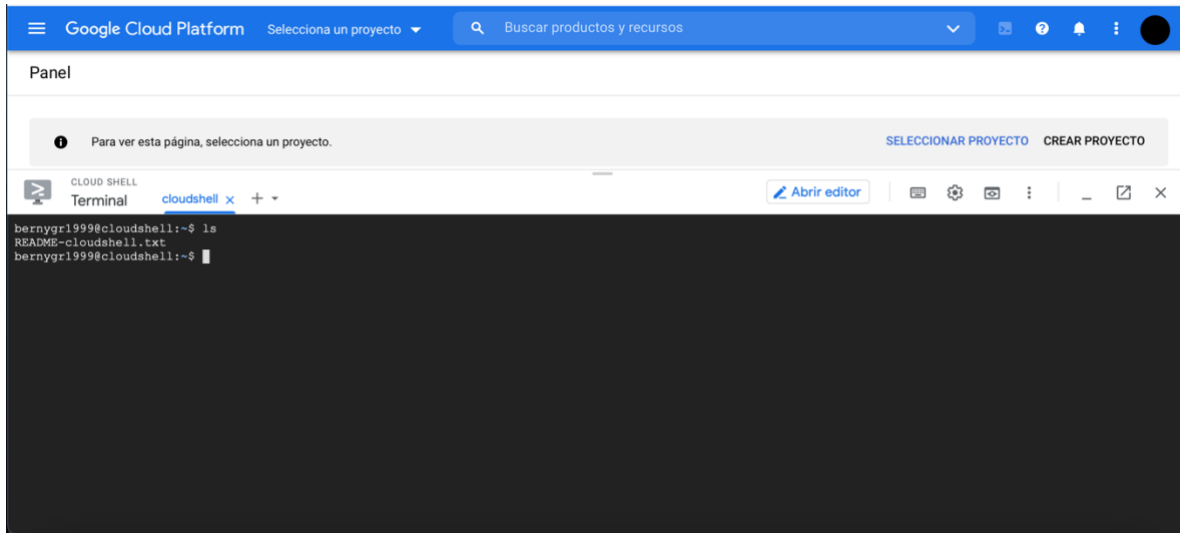 Google Cloud Platform Selecciona un proyecto Buscar productos y recursos
Panel
Para ver esta página, selecciona un proyecto. SELECCIONAR PROYECTO CREAR PROYECTO
CLOUD SHELL
Terminal cloudshell Abrir editor
bernygr1999@cloudshell:~$ ls
README-cloudshell.txt
bernygr1999@cloudshell:~$